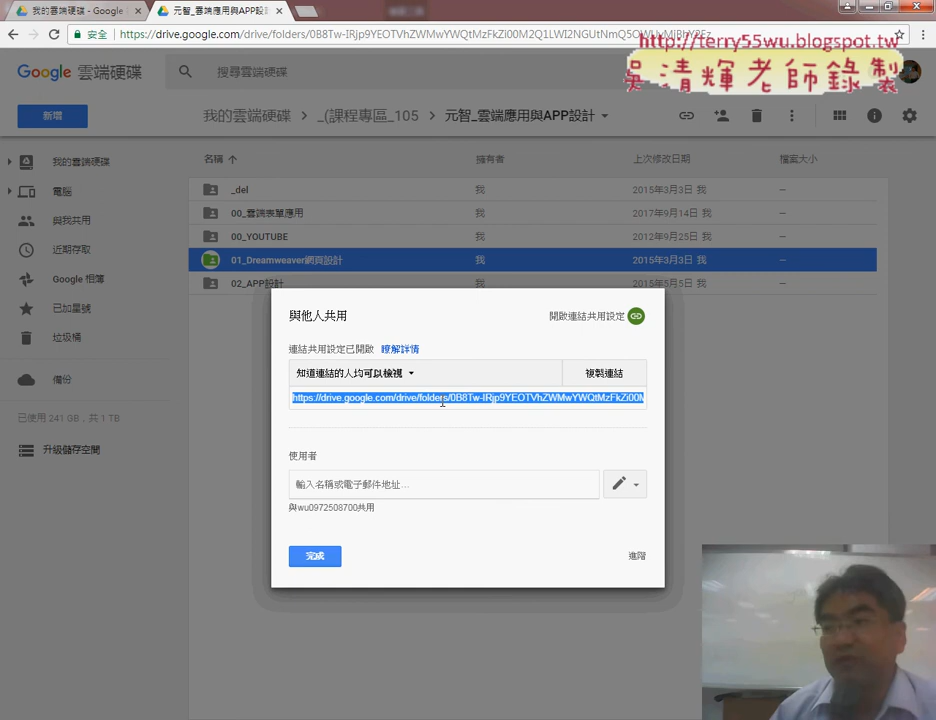 我的雲端硬碟 - Google
元智_雲端應用與APP設
安全
https://drive.google.com/drive/folders/
http://terry55wu.blogspot.tw
吳清輝老師錄製
Google 雲端硬碟
搜尋雲端硬碟
新增
我的雲端硬碟 > _(課程專區_105 > 元智_雲端應用與APP設計
名稱
擁有者
上次修改日期
檔案大小
我的雲端硬碟
電腦
與我共用
近期存取
Google 相簿
已加星號
垃圾桶
備份
已使用 241 GB，共 1 TB
升級儲存空間
_del 我 2015年3月3日 我 —
00_雲端表單應用 我 2017年9月14日 我 —
00_YOUTUBE 我 2012年9月25日 我 —
01_Dreamweaver網頁設計 我 2015年3月3日 我 —
02_APP設計 我 2015年5月5日 我 —
與他人共用
開啟連結共用設定
連結共用設定已開啟 瞭解詳情
知道連結的人均可以檢視
複製連結
https://drive.google.com/drive/folders/0B8Tw-IRjp9YEOTVhZWMwYWQtMzFkZi00M
使用者
輸入名稱或電子郵件地址...
與wu0972508700共用
完成
進階